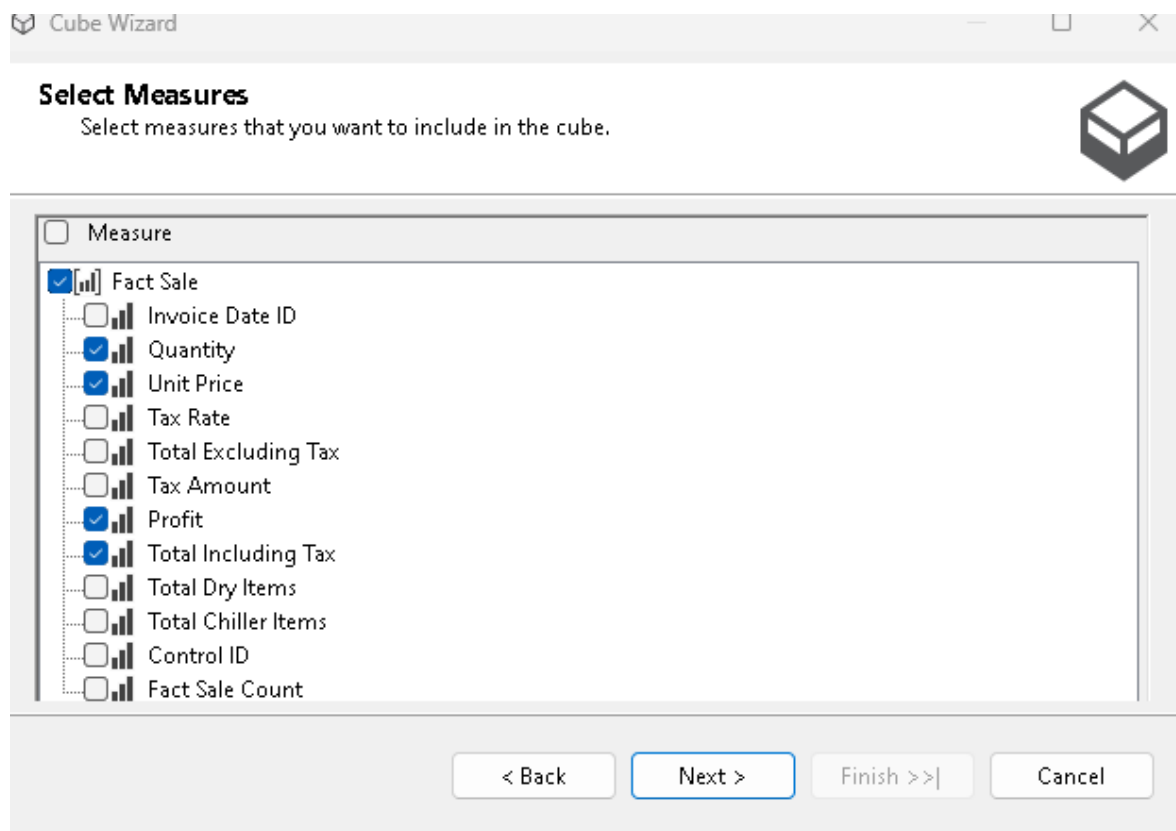 Cube Wizard
Select Measures
Select measures that you want to include in the cube.
Measure
Fact Sale
Invoice Date ID
Quantity
Unit Price
Tax Rate
Total Excluding Tax
Tax Amount
Profit
Total Including Tax
Total Dry Items
Total Chiller Items
Control ID
Fact Sale Count
< Back Next > Finish >>| Cancel